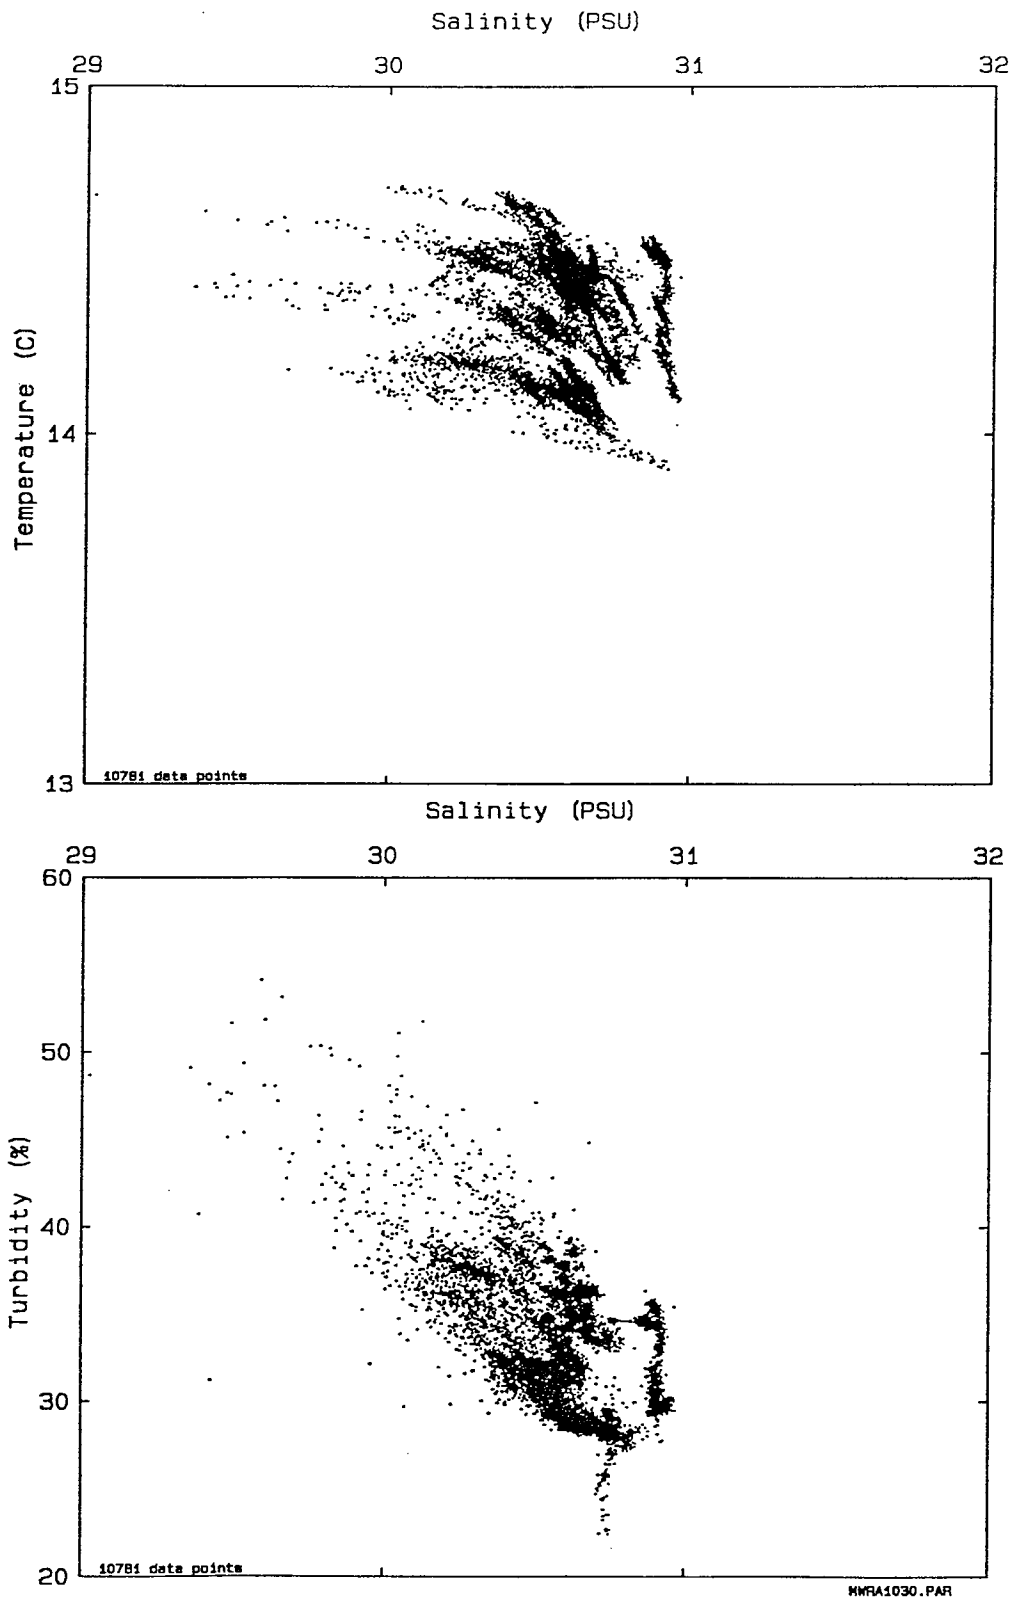 Salinity (PSU)
29 30 31 32
15
14
13
Temperature (C)
10781 data points
Salinity (PSU)
29 30 31 32
60
50
40
30
20
Turbidity (%)
10781 data points
MWRA1030.PAR